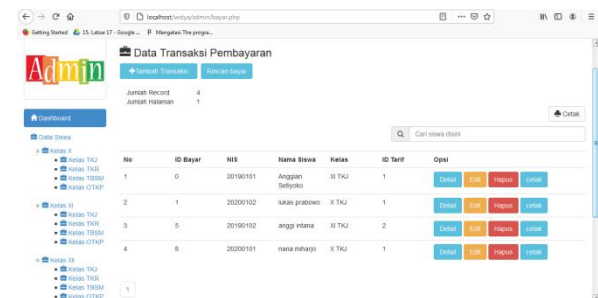 localhost/widya/admin/bayar.php
Getting Started
15. Lebar 17 - Google...
Mengatasi The progra...
Admin
Dashboard
Data Siswa
Kelas X
Kelas TKJ
Kelas TKR
Kelas TBSM
Kelas OTKP
Kelas XI
Kelas TKJ
Kelas TKR
Kelas TBSM
Kelas OTKP
Kelas XII
Kelas TKJ
Kelas TKR
Kelas TBSM
Kelas OTKP
Data Transaksi Pembayaran
+Tambah Transaksi Rincian bayar
Jumlah Record 4
Jumlah Halaman 1
Cetak
Cari siswa disini
No ID Bayar NIS Nama Siswa Kelas ID Tarif Opsi
1 0 20190101 Anggian Setiyoko XI TKJ 1 Detail Edit Hapus cetak
2 1 20200101 lukas prabowo X TKJ 1 Detail Edit Hapus cetak
3 5 20190102 anggi intana XI TKJ 2 Detail Edit Hapus cetak
4 6 20200101 nana miharjo X TKJ 1 Detail Edit Hapus cetak
1